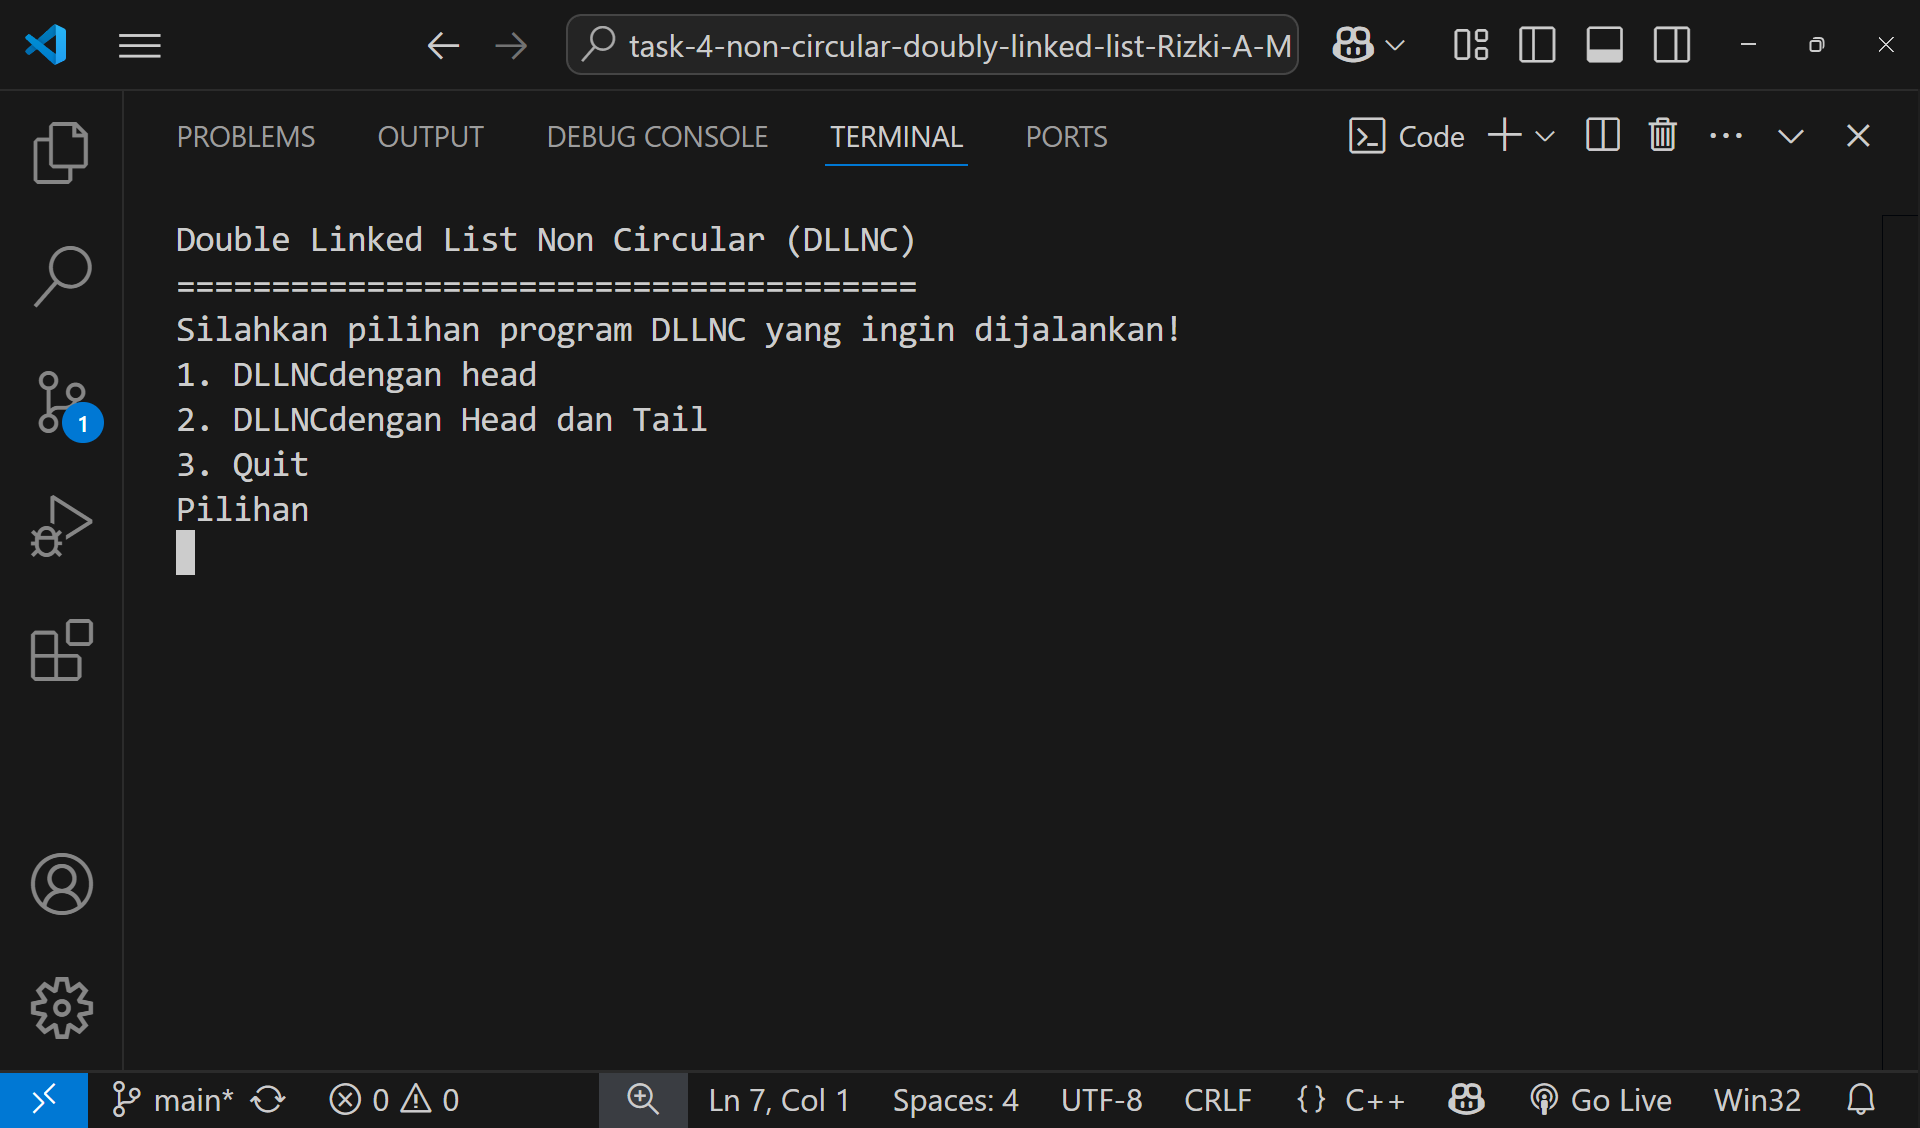 task-4-non-circular-doubly-linked-list-Rizki-A-M
PROBLEMS OUTPUT DEBUG CONSOLE TERMINAL PORTS Code
Double Linked List Non Circular (DLLNC)
=======================================
Silahkan pilihan program DLLNC yang ingin dijalankan!
1. DLLNCdengan head
2. DLLNCdengan Head dan Tail
3. Quit
Pilihan
1
main* 0 0 Ln 7, Col 1 Spaces: 4 UTF-8 CRLF {} C++ Go Live Win32